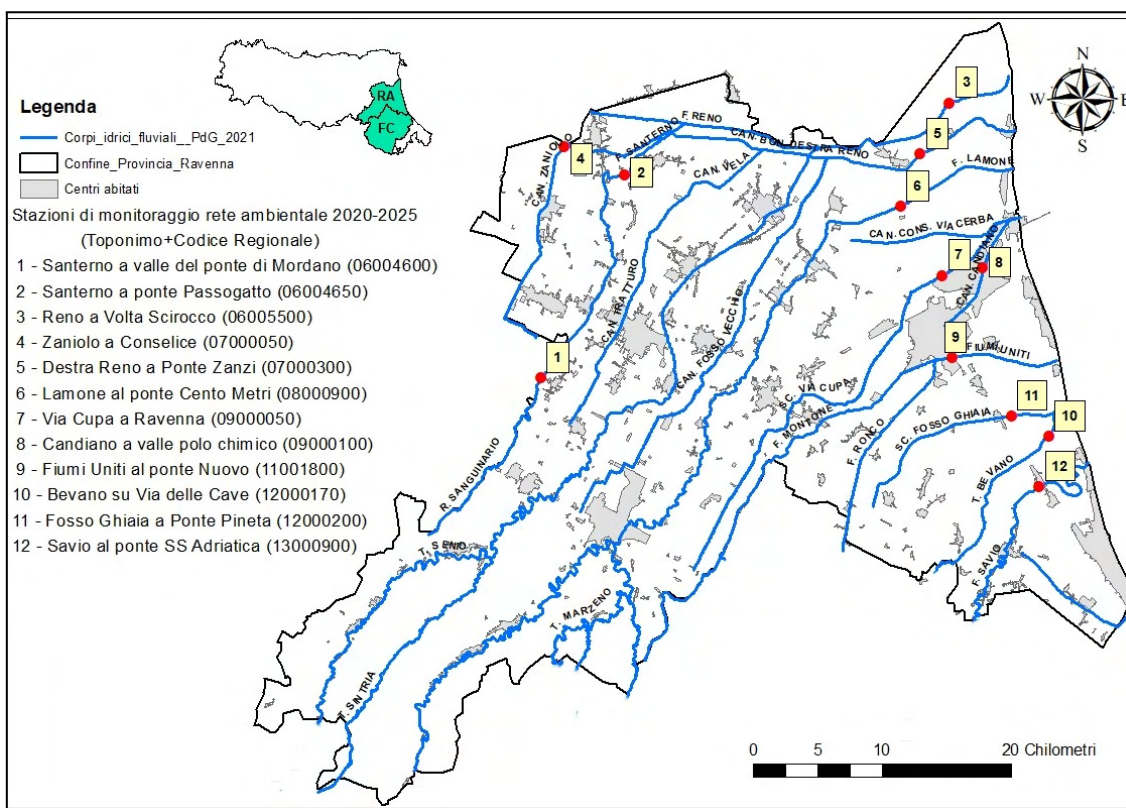 RA
FC
N
W
E
S
Legenda
Corpi_idrici_fluviali__PdG_2021
Confine_Provincia_Ravenna
Centri abitati
Stazioni di monitoraggio rete ambientale 2020-2025
(Toponimo+Codice Regionale)
1 - Santerno a valle del ponte di Mordano (06004600)
2 - Santerno a ponte Passogatto (06004650)
3 - Reno a Volta Scirocco (06005500)
4 - Zaniolo a Conselice (07000050)
5 - Destra Reno a Ponte Zanzi (07000300)
6 - Lamone al ponte Cento Metri (08000900)
7 - Via Cupa a Ravenna (09000050)
8 - Candiano a valle polo chimico (09000100)
9 - Fiumi Uniti al ponte Nuovo (11001800)
10 - Bevano su Via delle Cave (12000170)
11 - Fosso Ghiaia a Ponte Pineta (12000200)
12 - Savio al ponte SS Adriatica (13000900)
3
5
4
2
6
7
8
9
1
11
10
12
CAN. ZANIOLO
F. SANTERNO
F. RENO
CAN. BON. DESTRA RENO
CAN. VELA
F. LAMONE
CAN. CONS. VIA CERBA
CAN. CANDIANO
CAN. TRATTURO
CAN. FOSSO VECCHIO
FIUMI UNITI
SC. VIA CUPA
F. MONTONE
F. RONCO
SC. FOSSO GHIAIA
T. BEVANO
F. SAVIO
R. SANGUINARIO
T. SENIO
T. MARZENO
T. SINTRIA
0 5 10 20 Chilometri